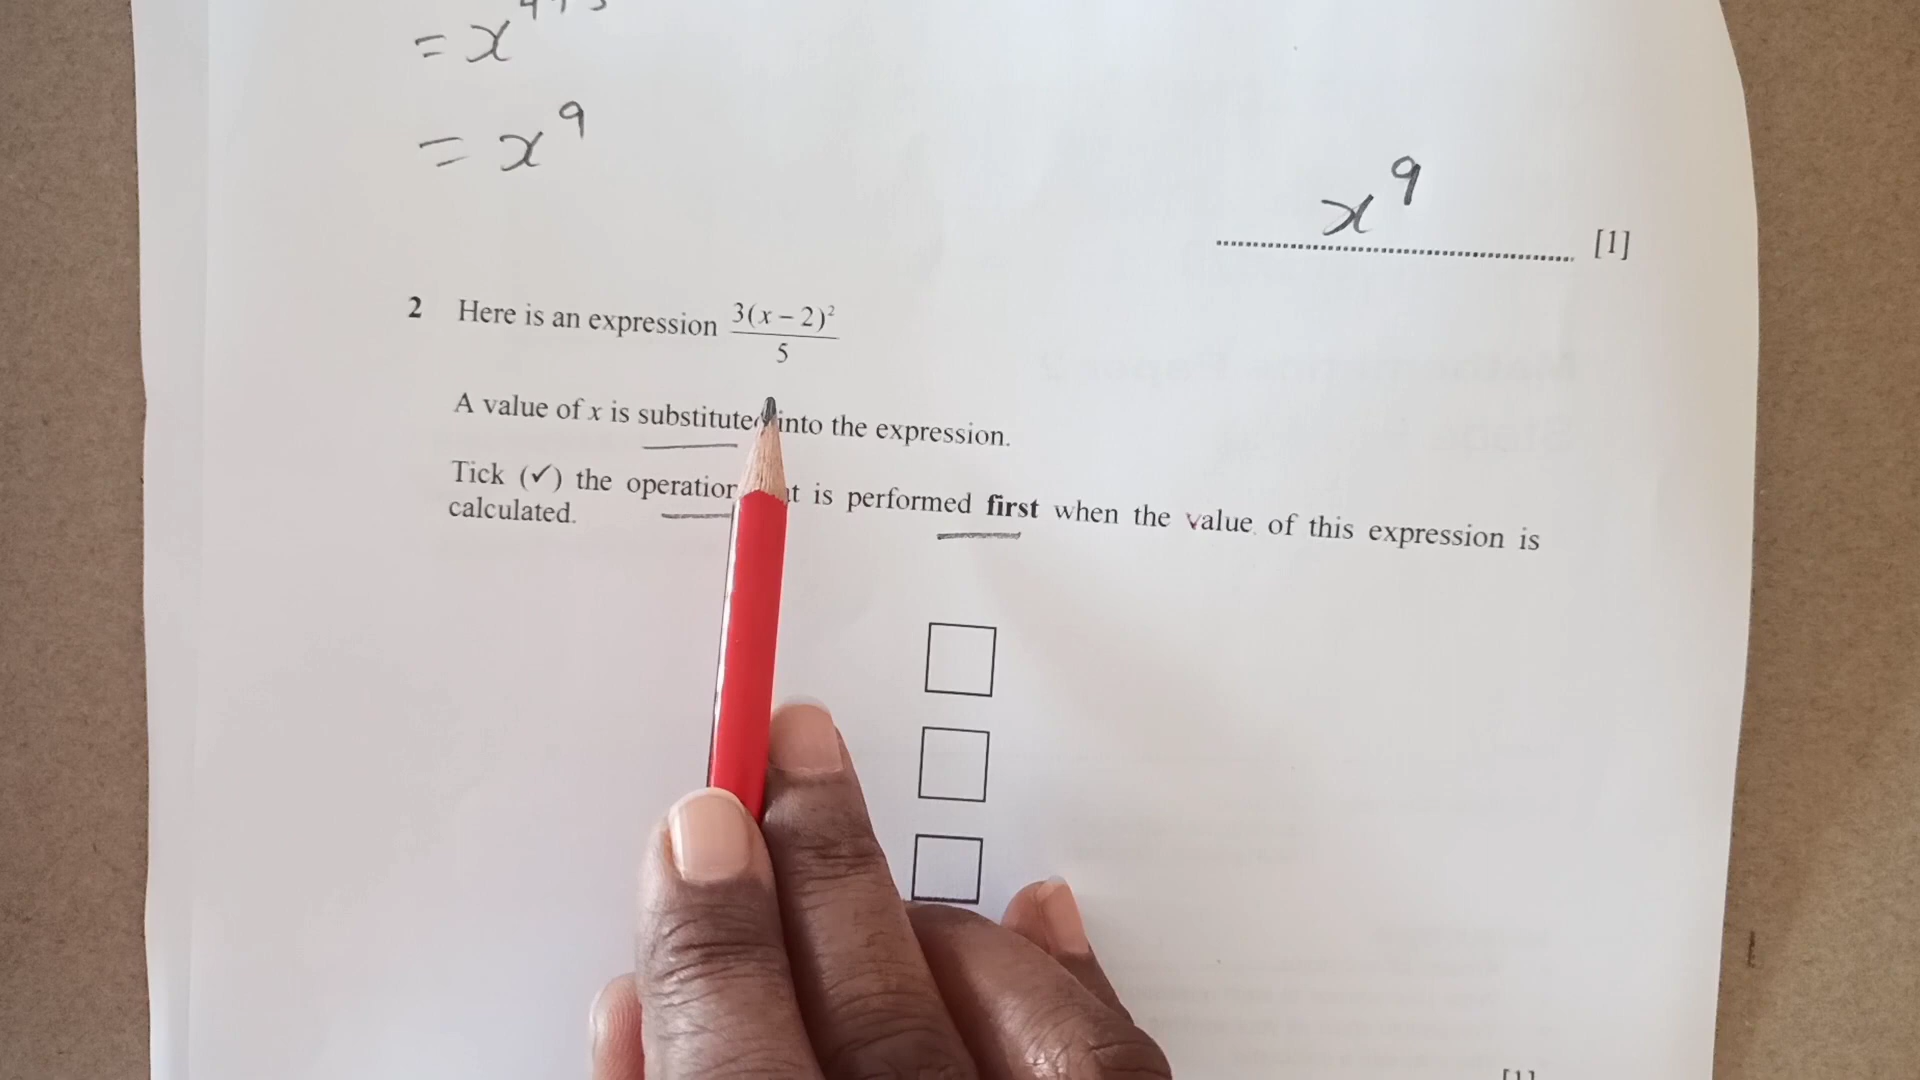 = x
= x⁹
x⁹
[1]
2 Here is an expression 3(x – 2)² / 5
A value of x is substituted into the expression.
Tick (✓) the operation is performed first when the value of this expression is
calculated.
[1]